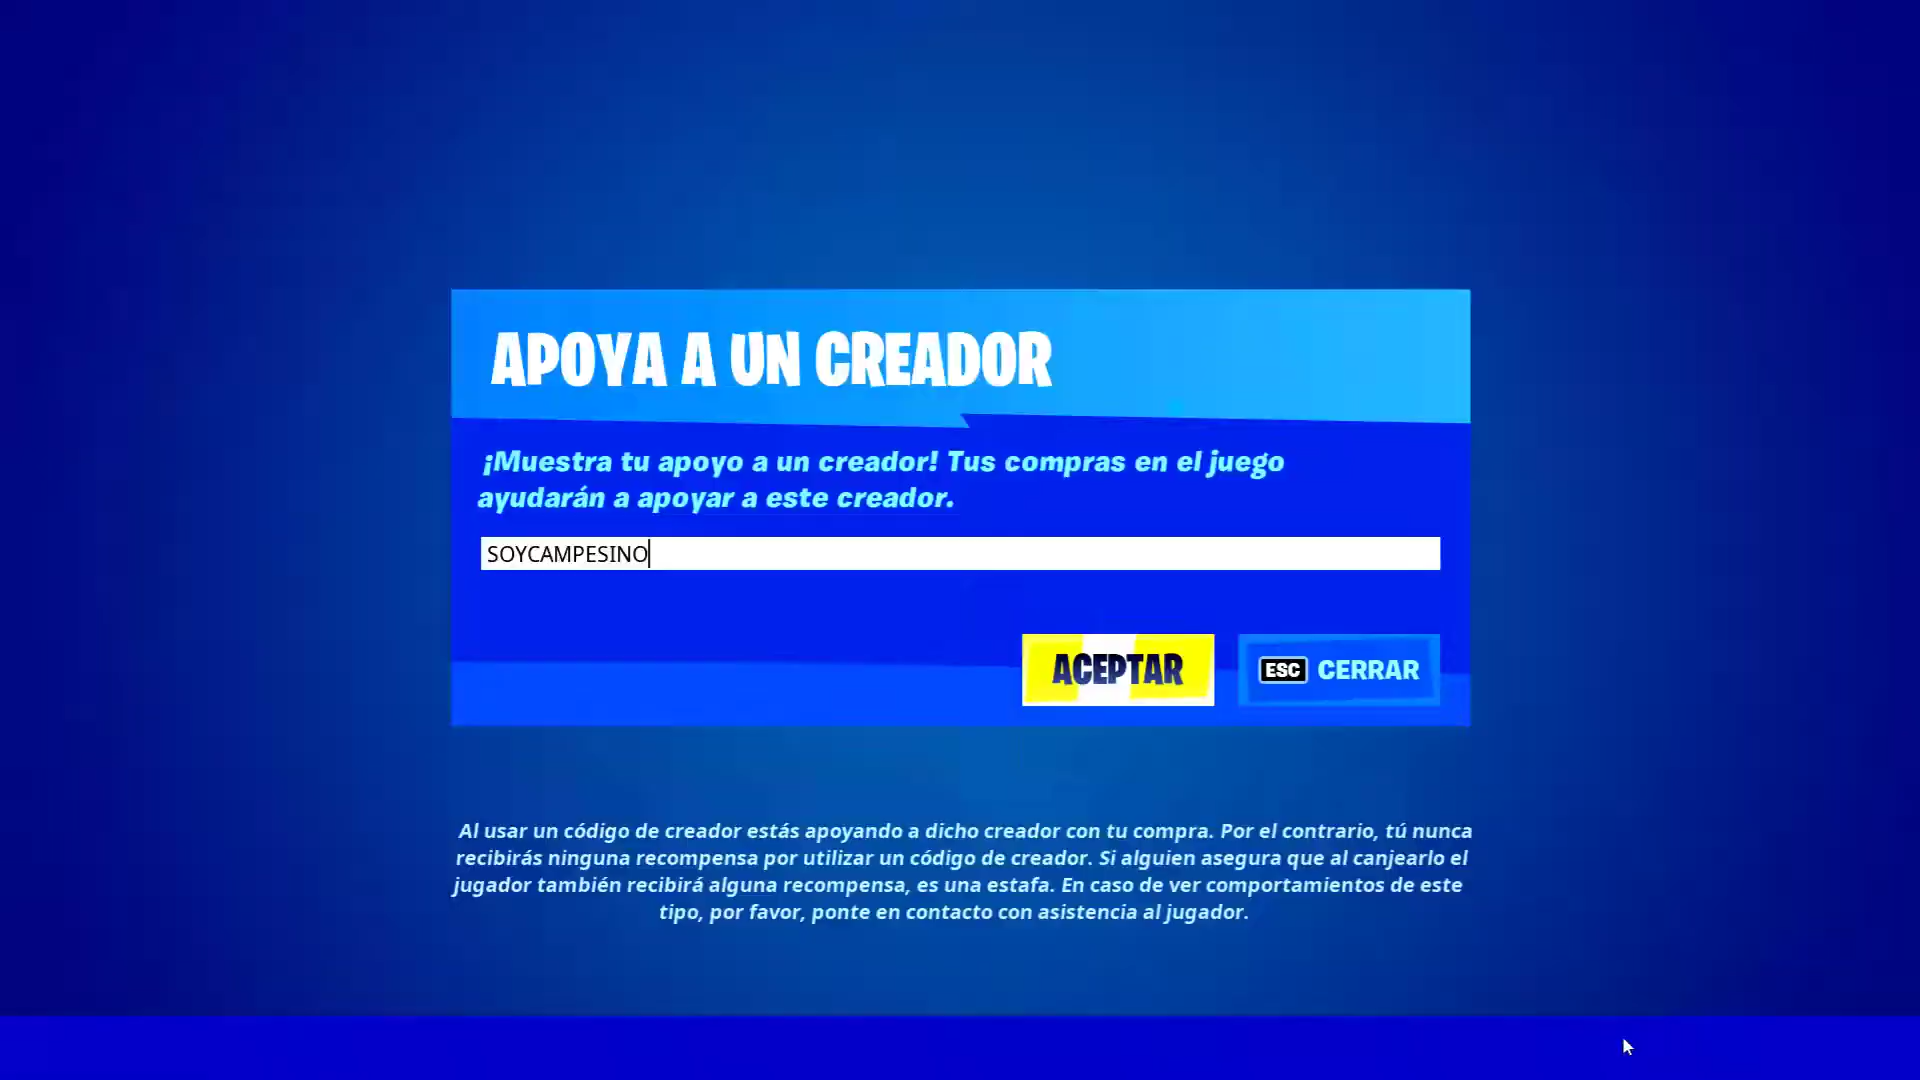 APOYA A UN CREADOR
¡Muestra tu apoyo a un creador! Tus compras en el juego
ayudarán a apoyar a este creador.
SOYCAMPESINO
ACEPTAR
ESC CERRAR
Al usar un código de creador estás apoyando a dicho creador con tu compra. Por el contrario, tú nunca
recibirás ninguna recompensa por utilizar un código de creador. Si alguien asegura que al canjearlo el
jugador también recibirá alguna recompensa, es una estafa. En caso de ver comportamientos de este
tipo, por favor, ponte en contacto con asistencia al jugador.